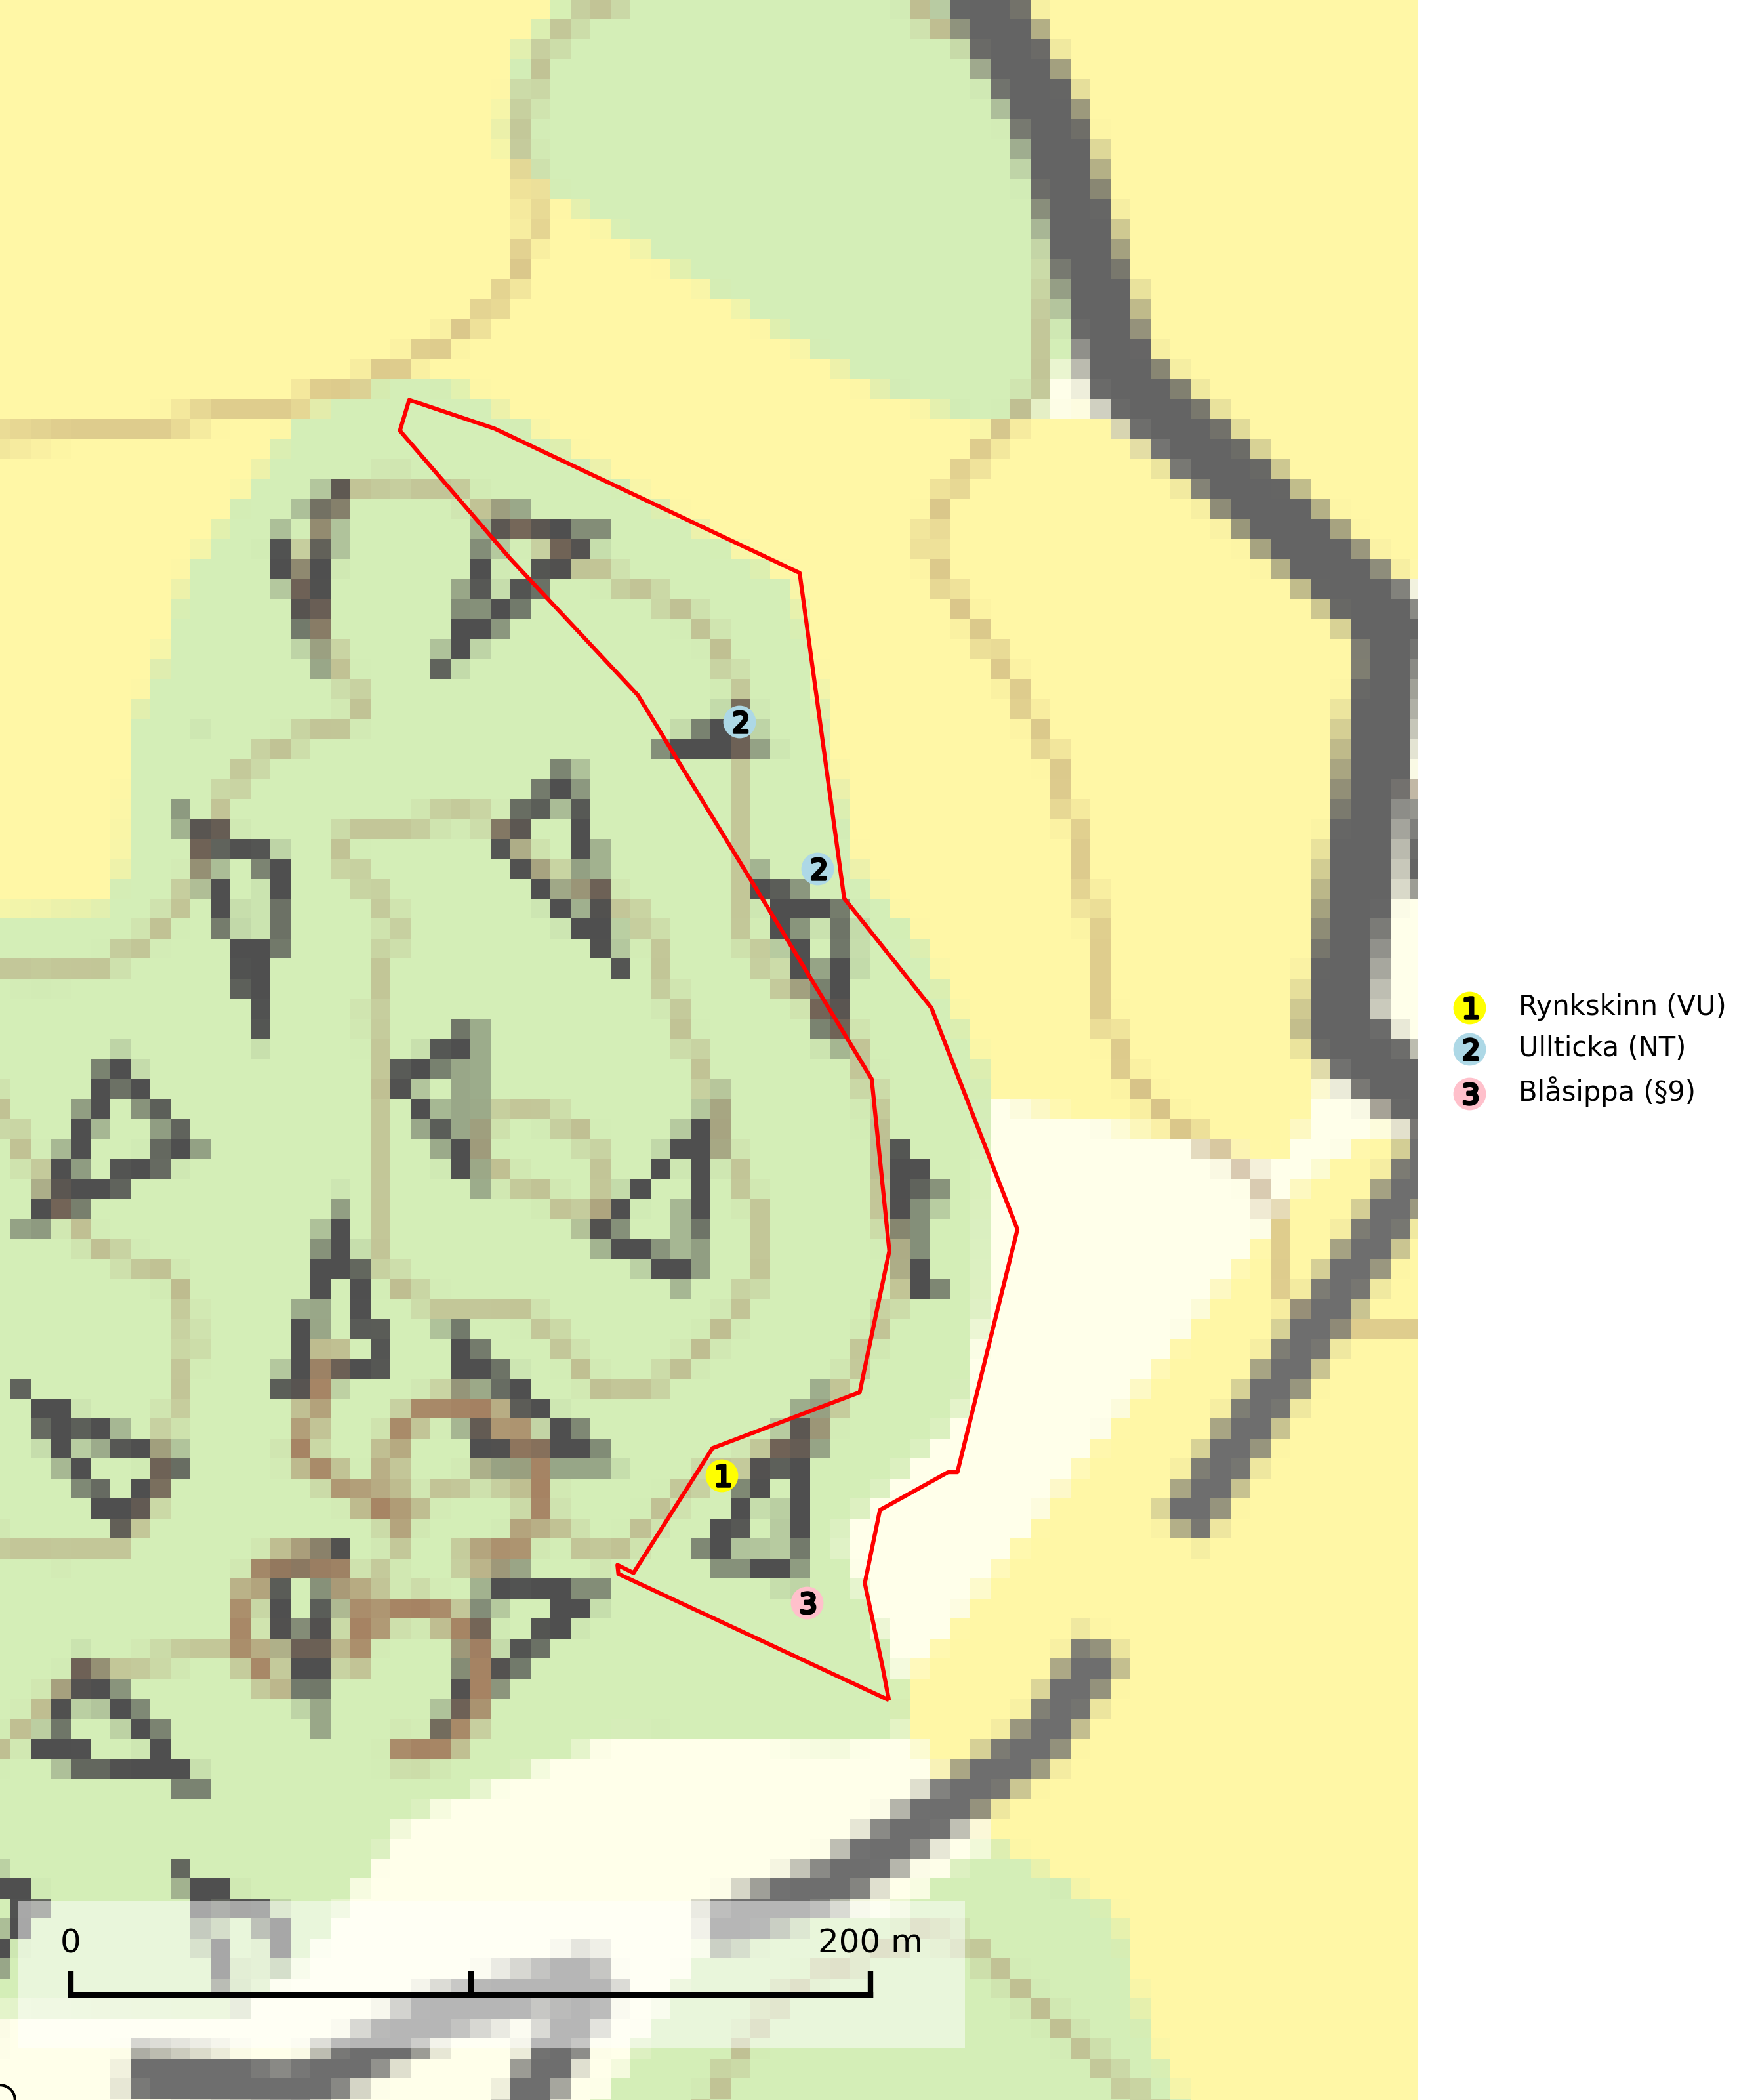 2
2
1
3
1 Rynkskinn (VU)
2 Ullticka (NT)
3 Blåsippa (§9)
0 200 m